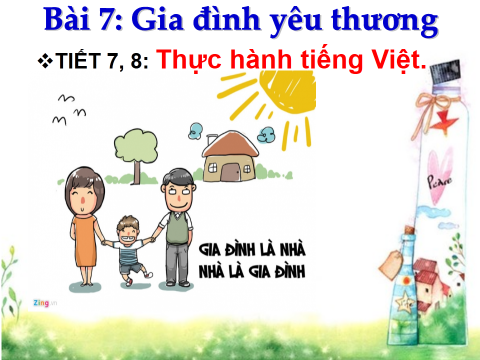 Bài 7: Gia đình yêu thương
❖TIẾT 7, 8: Thực hành tiếng Việt.
GIA ĐÌNH LÀ NHÀ
NHÀ LÀ GIA ĐÌNH
Zing.vn